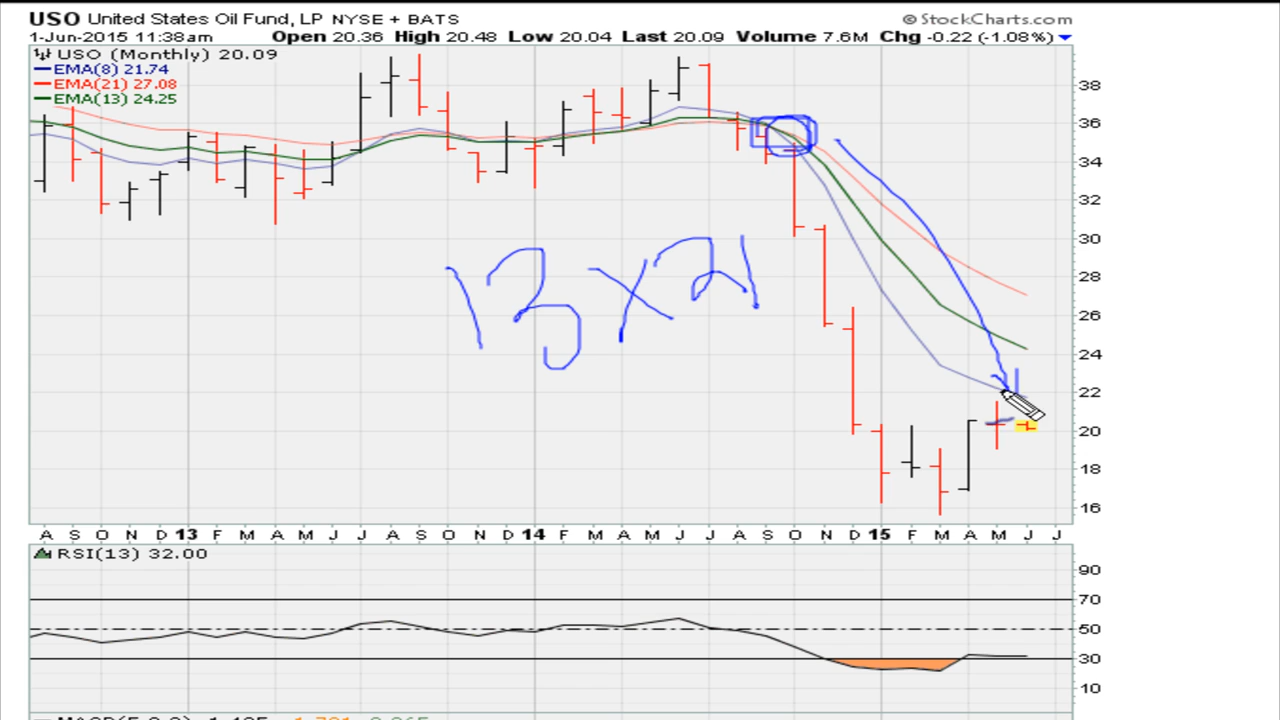 USO United States Oil Fund, LP NYSE + BATS © StockCharts.com
1-Jun-2015 11:38am Open 20.36 High 20.48 Low 20.04 Last 20.09 Volume 7.6M Chg -0.22 (-1.08%)
USO (Monthly) 20.09
EMA(8) 21.74
EMA(21) 27.08
EMA(13) 24.25
38
36
34
32
30
28
26
24
22
20
18
16
13 x 21
A S O N D 13 F M A M J J A S O N D 14 F M A M J J A S O N D 15 F M A M J J
RSI(13) 32.00
90
70
50
30
10